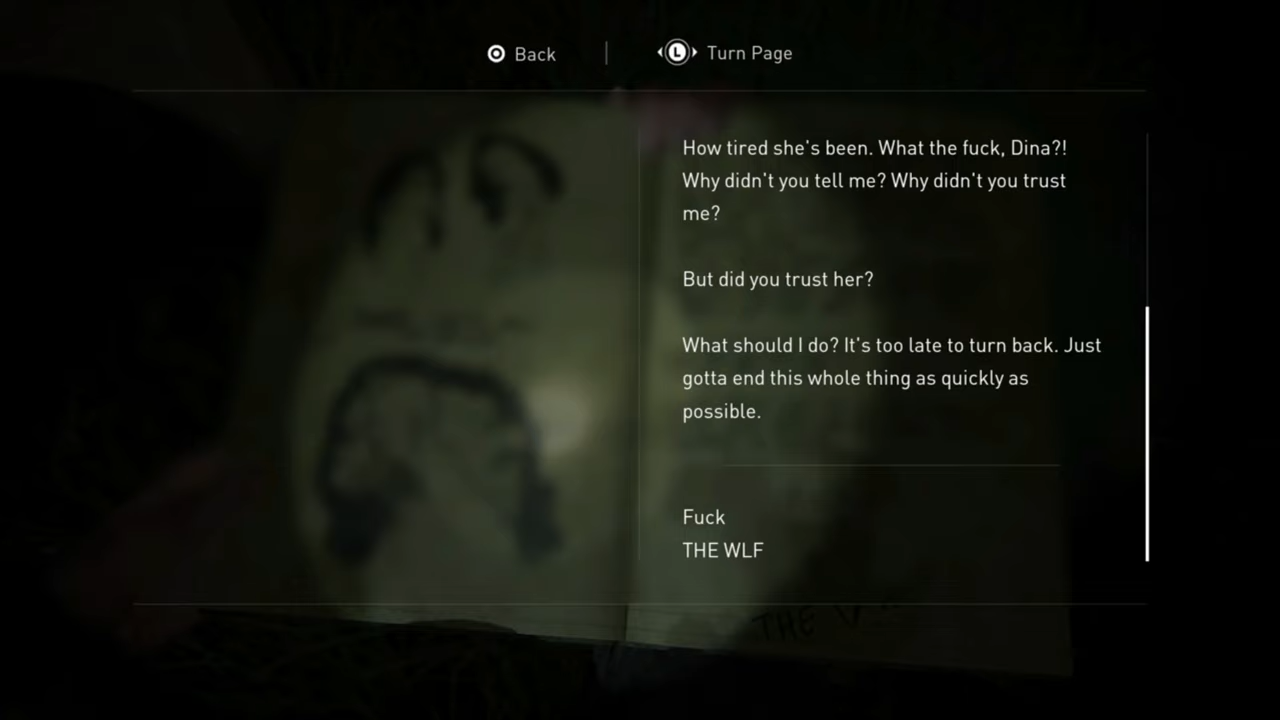 Back
L Turn Page
How tired she's been. What the fuck, Dina?!
Why didn't you tell me? Why didn't you trust
me?
But did you trust her?
What should I do? It's too late to turn back. Just
gotta end this whole thing as quickly as
possible.
Fuck
THE WLF
THE